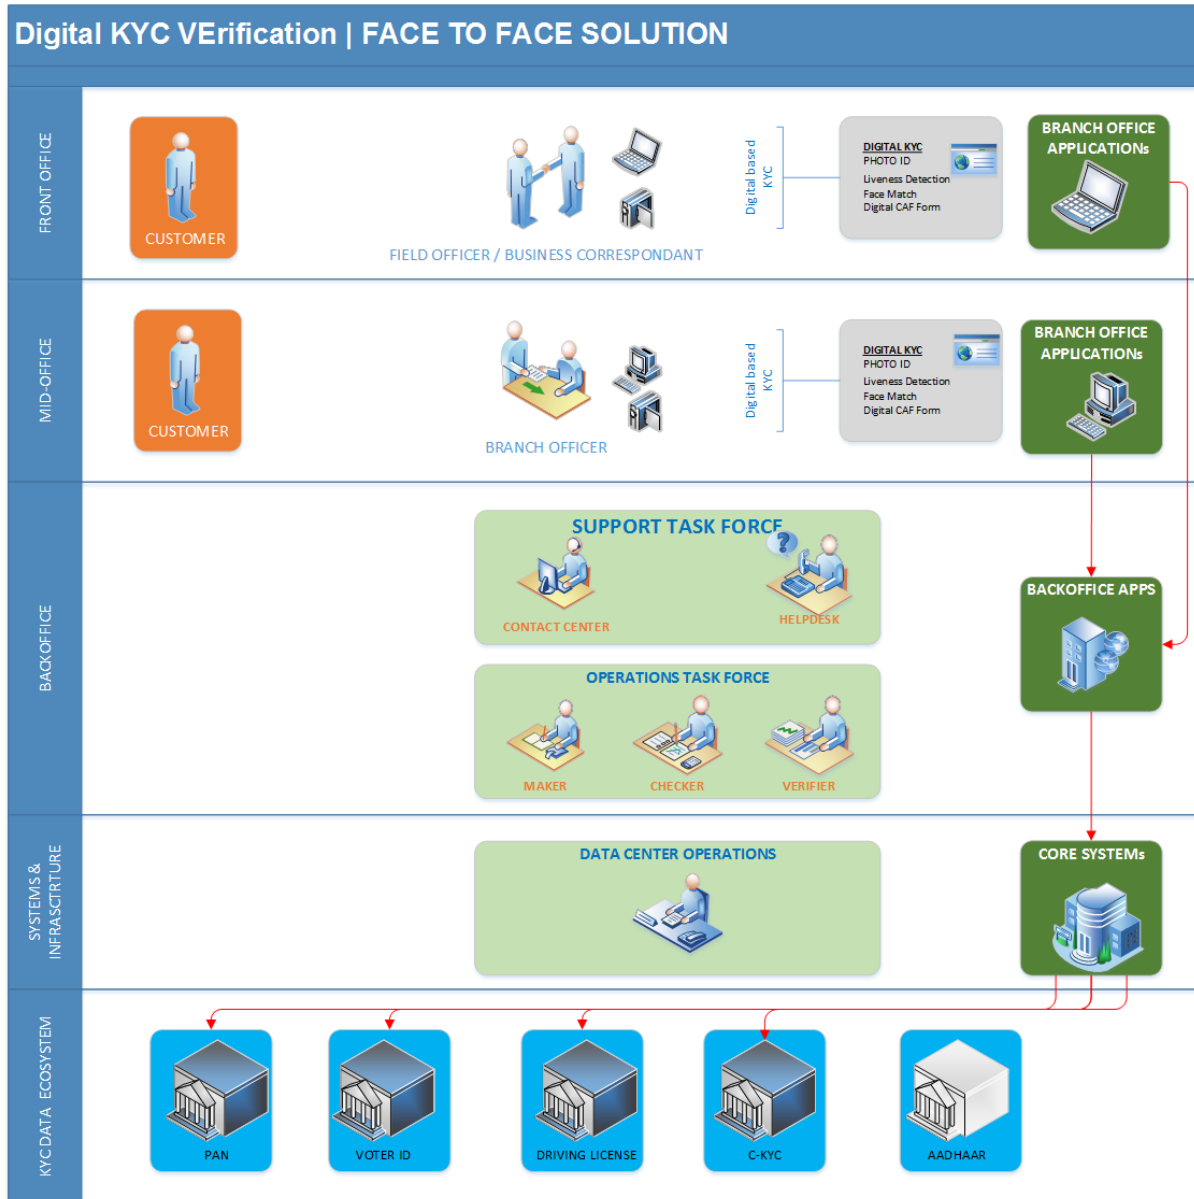 Digital KYC VErification | FACE TO FACE SOLUTION
FRONT OFFICE
CUSTOMER
FIELD OFFICER / BUSINESS CORRESPONDANT
Digital based
KYC
DIGITAL KYC
PHOTO ID
Liveness Detection
Face Match
Digital CAF Form
BRANCH OFFICE
APPLICATIONs
MID-OFFICE
CUSTOMER
BRANCH OFFICER
Digital based
KYC
DIGITAL KYC
PHOTO ID
Liveness Detection
Face Match
Digital CAF Form
BRANCH OFFICE
APPLICATIONs
BACKOFFICE
SUPPORT TASK FORCE
?
CONTACT CENTER
HELPDESK
OPERATIONS TASK FORCE
MAKER
CHECKER
VERIFIER
BACKOFFICE APPS
SYSTEMS &
INFRASCTRTURE
DATA CENTER OPERATIONS
CORE SYSTEMs
KYC DATA ECOSYSTEM
PAN
VOTER ID
DRIVING LICENSE
C-KYC
AADHAAR